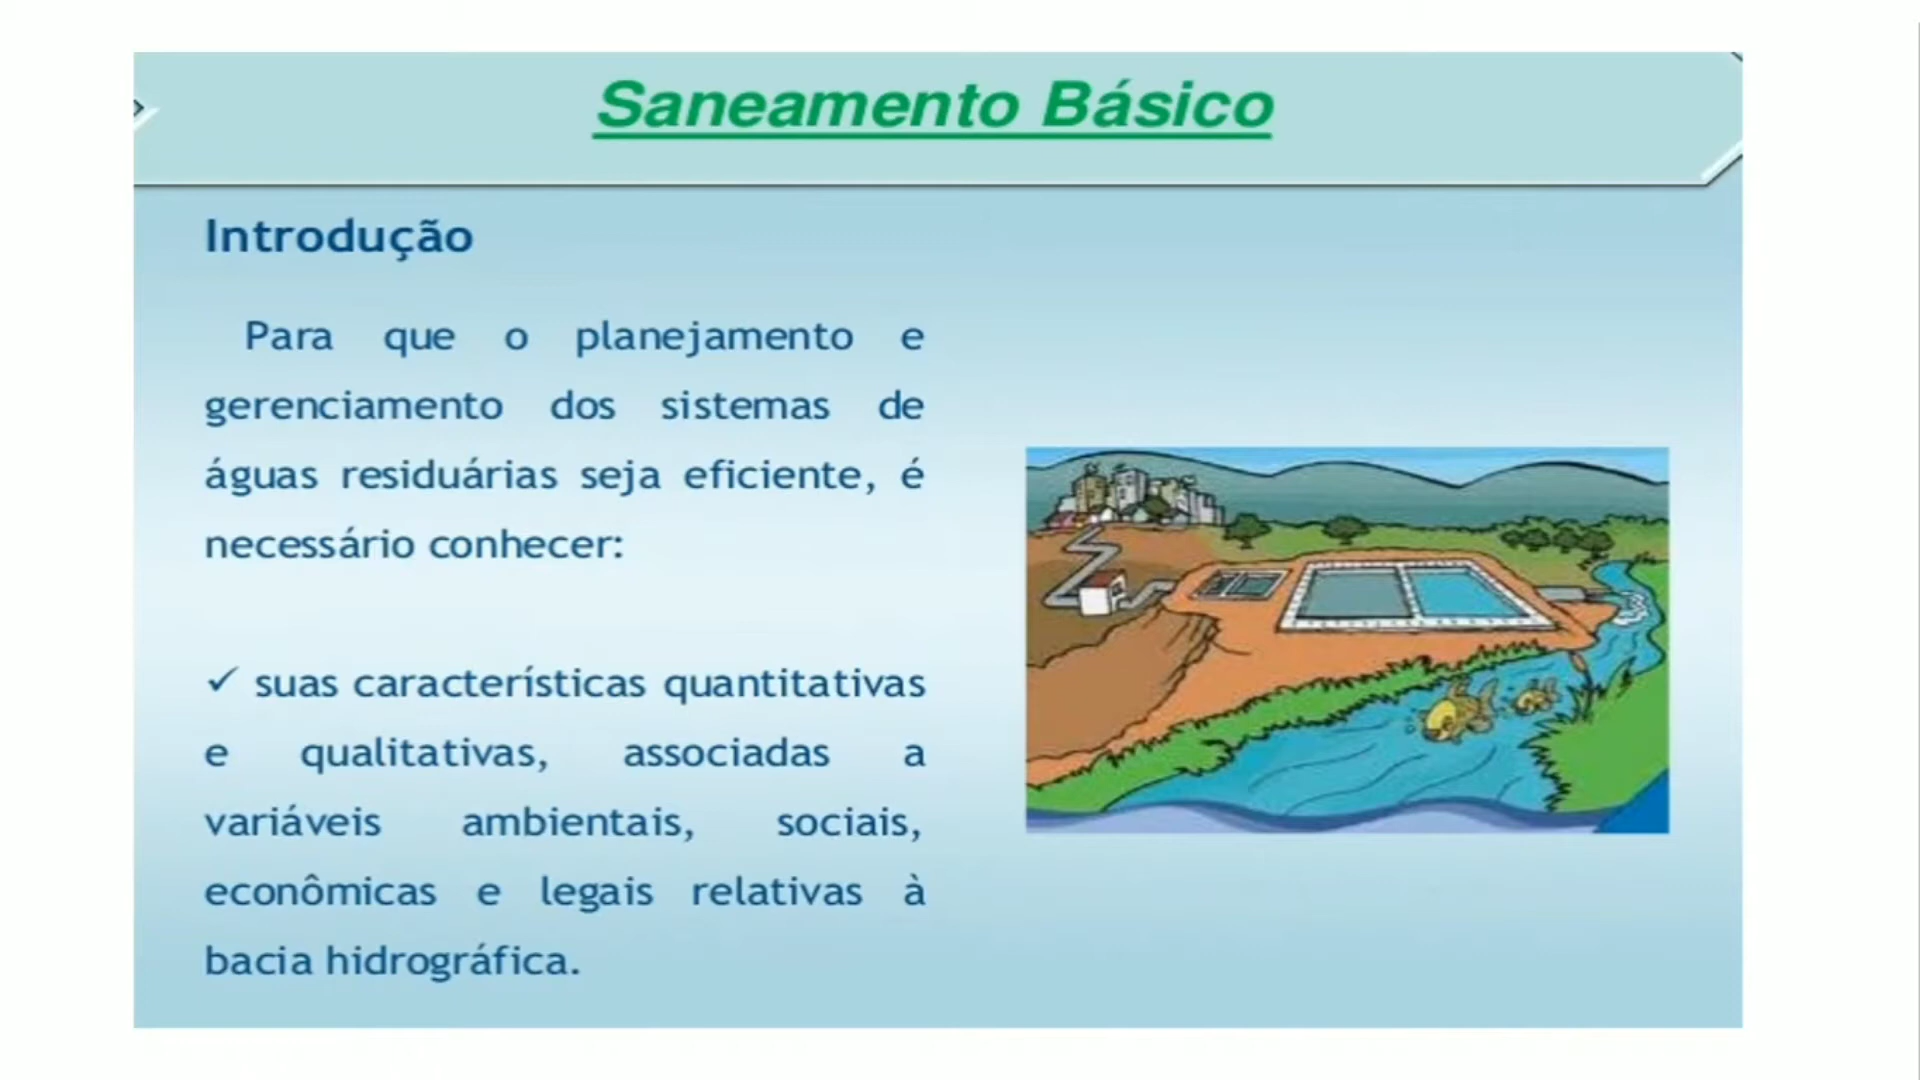 Saneamento Básico
Introdução
Para que o planejamento e
gerenciamento dos sistemas de
águas residuárias seja eficiente, é
necessário conhecer:
✓ suas características quantitativas
e qualitativas, associadas a
variáveis ambientais, sociais,
econômicas e legais relativas à
bacia hidrográfica.